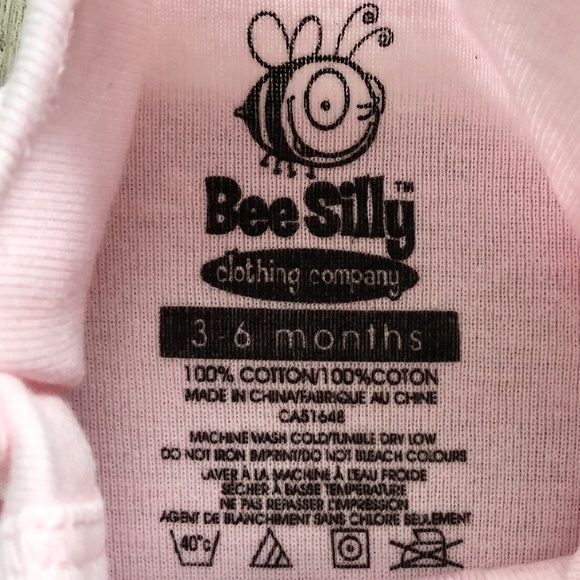 Bee Silly™
clothing company
3-6 months
100% COTTON/100%COTON
MADE IN CHINA/FABRIQUE AU CHINE
CA51648
MACHINE WASH COLD/TUMBLE DRY LOW
DO NOT IRON IMPRINT/DO NOT BLEACH COLOURS
LAVER À LA MACHINE À L'EAU FROIDE
SÉCHER À BASSE TEMPÉRATURE
NE PAS REPASSER L'IMPRESSION
AGENT DE BLANCHIMENT SANS CHLORE SEULEMENT
40°C